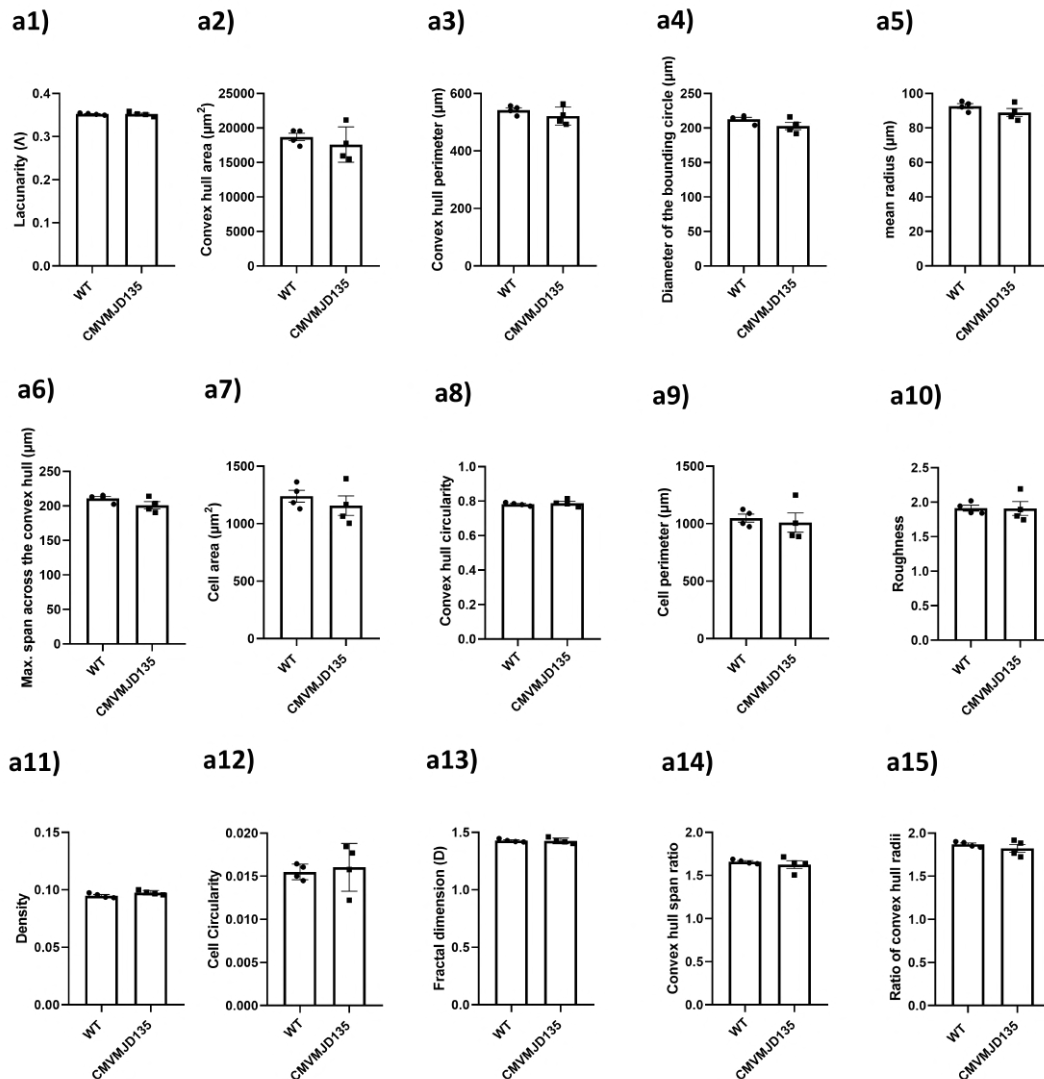 a1)
Lacunarity (Λ)
0.4
0.3
0.2
0.1
0.0
WT
CMVMJD135
a2)
Convex hull area (µm²)
25000
20000
15000
10000
5000
0
WT
CMVMJD135
a3)
Convex hull perimeter (µm)
600
400
200
0
WT
CMVMJD135
a4)
Diameter of the bounding circle (µm)
250
200
150
100
50
0
WT
CMVMJD135
a5)
mean radius (µm)
100
80
60
40
20
0
WT
CMVMJD135
a6)
Max. span across the convex hull (µm)
250
200
150
100
50
0
WT
CMVMJD135
a7)
Cell area (µm²)
1500
1000
500
0
WT
CMVMJD135
a8)
Convex hull circularity
1.0
0.8
0.6
0.4
0.2
0.0
WT
CMVMJD135
a9)
Cell perimeter (µm)
1500
1000
500
0
WT
CMVMJD135
a10)
Roughness
2.5
2.0
1.5
1.0
0.5
0.0
WT
CMVMJD135
a11)
Density
0.15
0.10
0.05
0.00
WT
CMVMJD135
a12)
Cell Circularity
0.020
0.015
0.010
0.005
0.000
WT
CMVMJD135
a13)
Fractal dimension (D)
1.5
1.0
0.5
0.0
WT
CMVMJD135
a14)
Convex hull span ratio
2.0
1.5
1.0
0.5
0.0
WT
CMVMJD135
a15)
Ratio of convex hull radii
2.0
1.5
1.0
0.5
0.0
WT
CMVMJD135